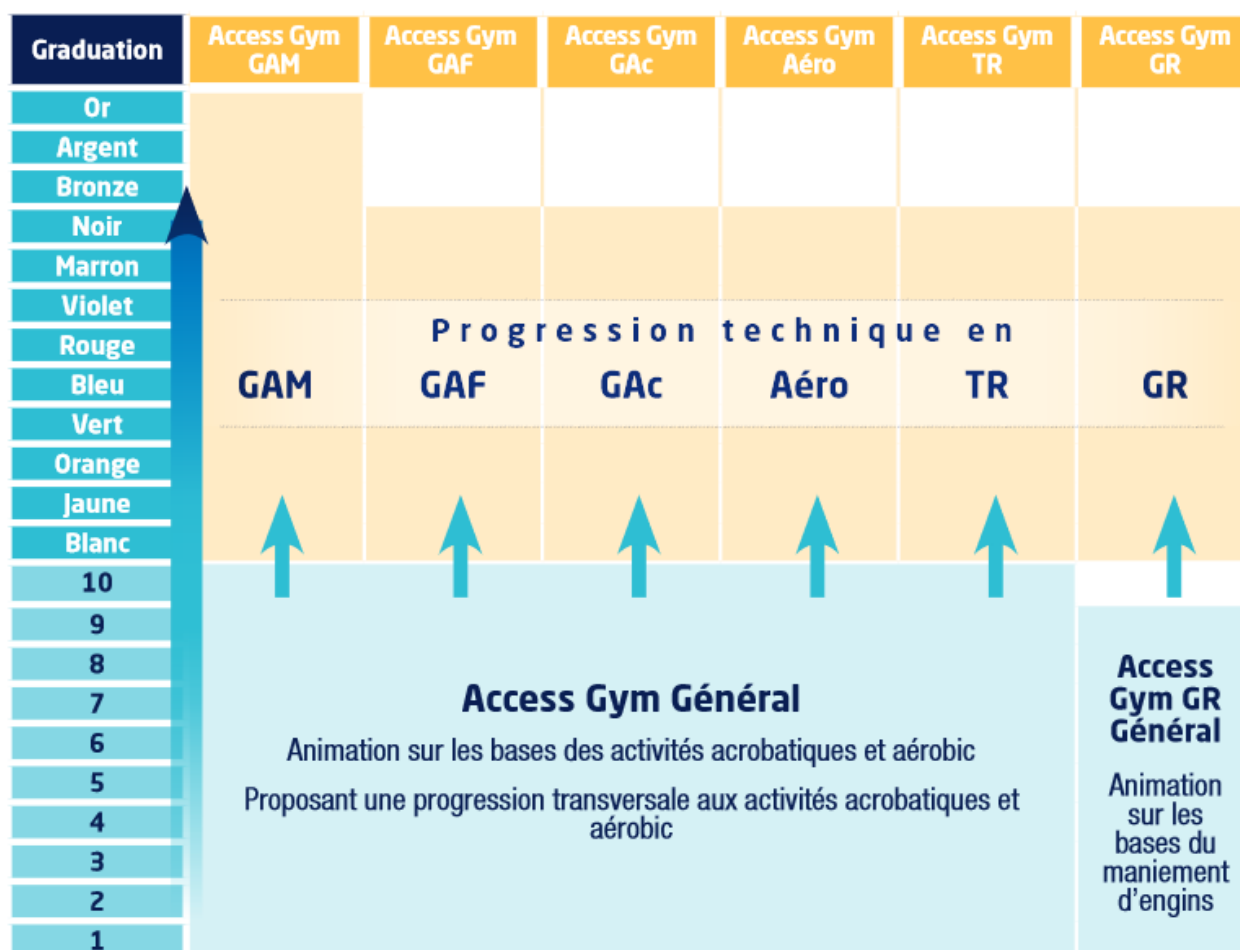 Graduation
Access Gym
GAM
Access Gym
GAF
Access Gym
GAc
Access Gym
Aéro
Access Gym
TR
Access Gym
GR
Or
Argent
Bronze
Noir
Marron
Violet
Rouge
Bleu
Vert
Orange
Jaune
Blanc
10
9
8
7
6
5
4
3
2
1
Progression technique en
GAM
GAF
GAc
Aéro
TR
GR
Access Gym Général
Animation sur les bases des activités acrobatiques et aérobic
Proposant une progression transversale aux activités acrobatiques et
aérobic
Access
Gym GR
Général
Animation
sur les
bases du
maniement
d'engins